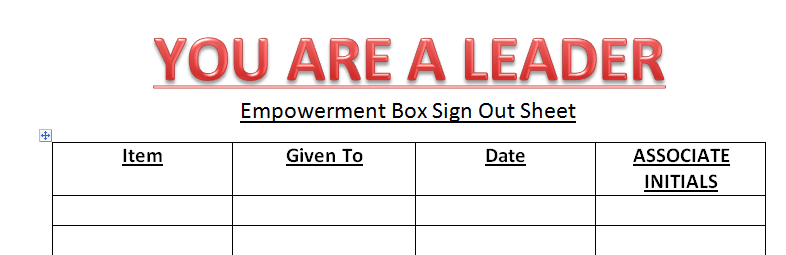 YOU ARE A LEADER
Empowerment Box Sign Out Sheet
Item Given To Date ASSOCIATE
INITIALS